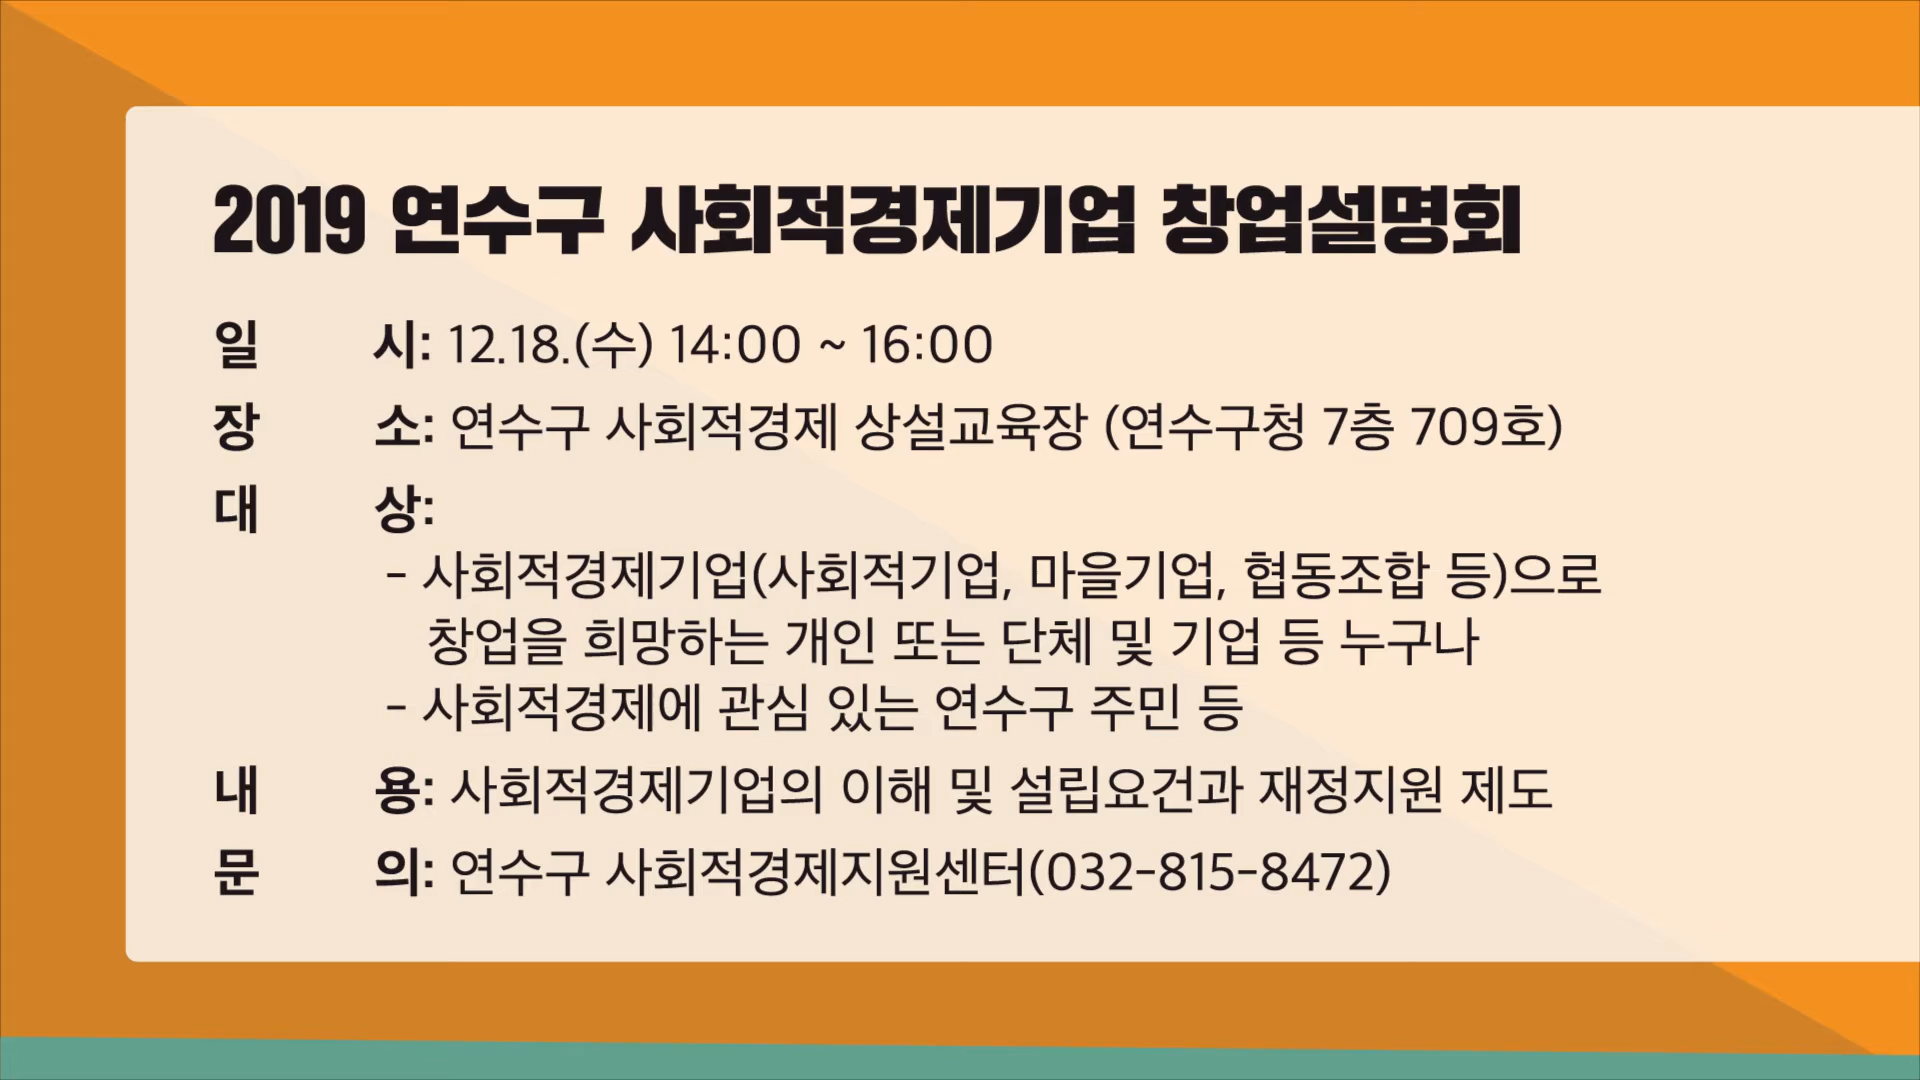 2019 연수구 사회적경제기업 창업설명회
일 시: 12.18.(수) 14:00 ~ 16:00
장 소: 연수구 사회적경제 상설교육장 (연수구청 7층 709호)
대 상:
- 사회적경제기업(사회적기업, 마을기업, 협동조합 등)으로
창업을 희망하는 개인 또는 단체 및 기업 등 누구나
- 사회적경제에 관심 있는 연수구 주민 등
내 용: 사회적경제기업의 이해 및 설립요건과 재정지원 제도
문 의: 연수구 사회적경제지원센터(032-815-8472)